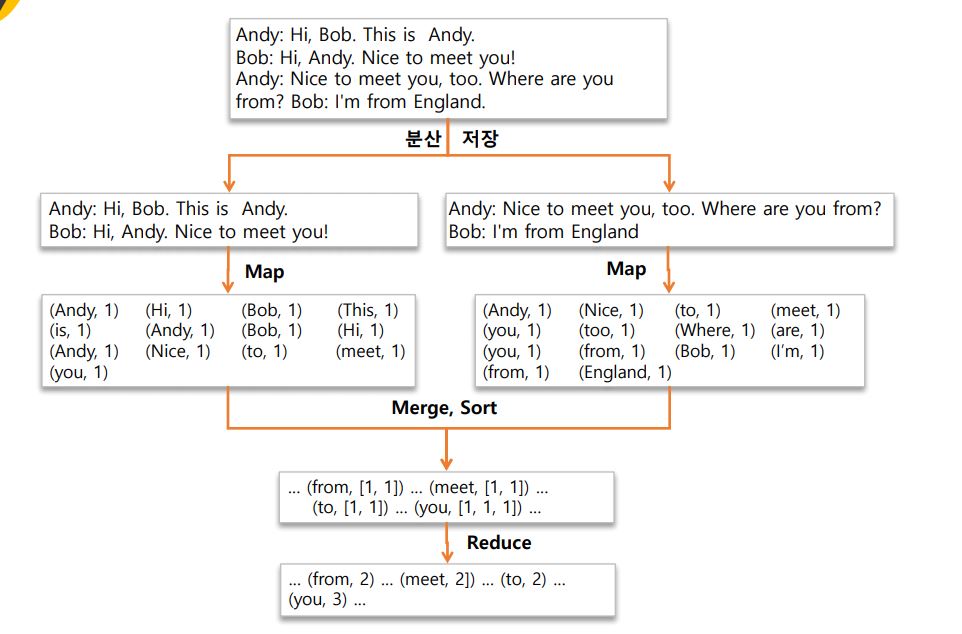 Andy: Hi, Bob. This is  Andy.
Bob: Hi, Andy. Nice to meet you!
Andy: Nice to meet you, too. Where are you
from? Bob: I'm from England.
분산 저장
Andy: Hi, Bob. This is  Andy.
Bob: Hi, Andy. Nice to meet you!
Andy: Nice to meet you, too. Where are you from?
Bob: I'm from England
Map
Map
(Andy, 1) (Hi, 1) (Bob, 1) (This, 1)
(is, 1) (Andy, 1) (Bob, 1) (Hi, 1)
(Andy, 1) (Nice, 1) (to, 1) (meet, 1)
(you, 1)
(Andy, 1) (Nice, 1) (to, 1) (meet, 1)
(you, 1) (too, 1) (Where, 1) (are, 1)
(you, 1) (from, 1) (Bob, 1) (I'm, 1)
(from, 1) (England, 1)
Merge, Sort
... (from, [1, 1]) ... (meet, [1, 1]) ...
(to, [1, 1]) ... (you, [1, 1, 1]) ...
Reduce
... (from, 2) ... (meet, 2]) ... (to, 2) ...
(you, 3) ...